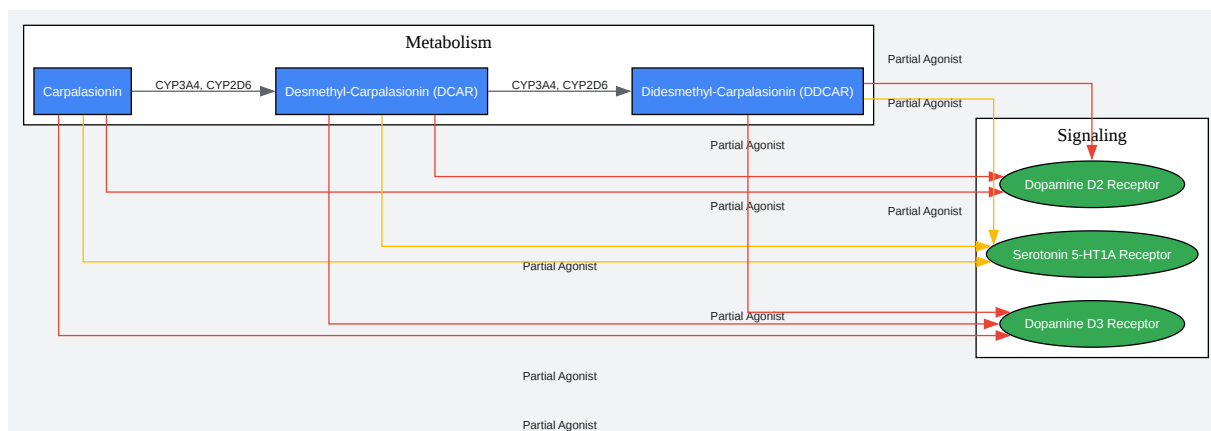 Metabolism
Partial Agonist
CYP3A4, CYP2D6
CYP3A4, CYP2D6
Carpalasionin
Desmethyl-Carpalasionin (DCAR)
Didesmethyl-Carpalasionin (DDCAR)
Partial Agonist
Signaling
Partial Agonist
Dopamine D2 Receptor
Partial Agonist
Partial Agonist
Serotonin 5-HT1A Receptor
Partial Agonist
Partial Agonist
Dopamine D3 Receptor
Partial Agonist
Partial Agonist